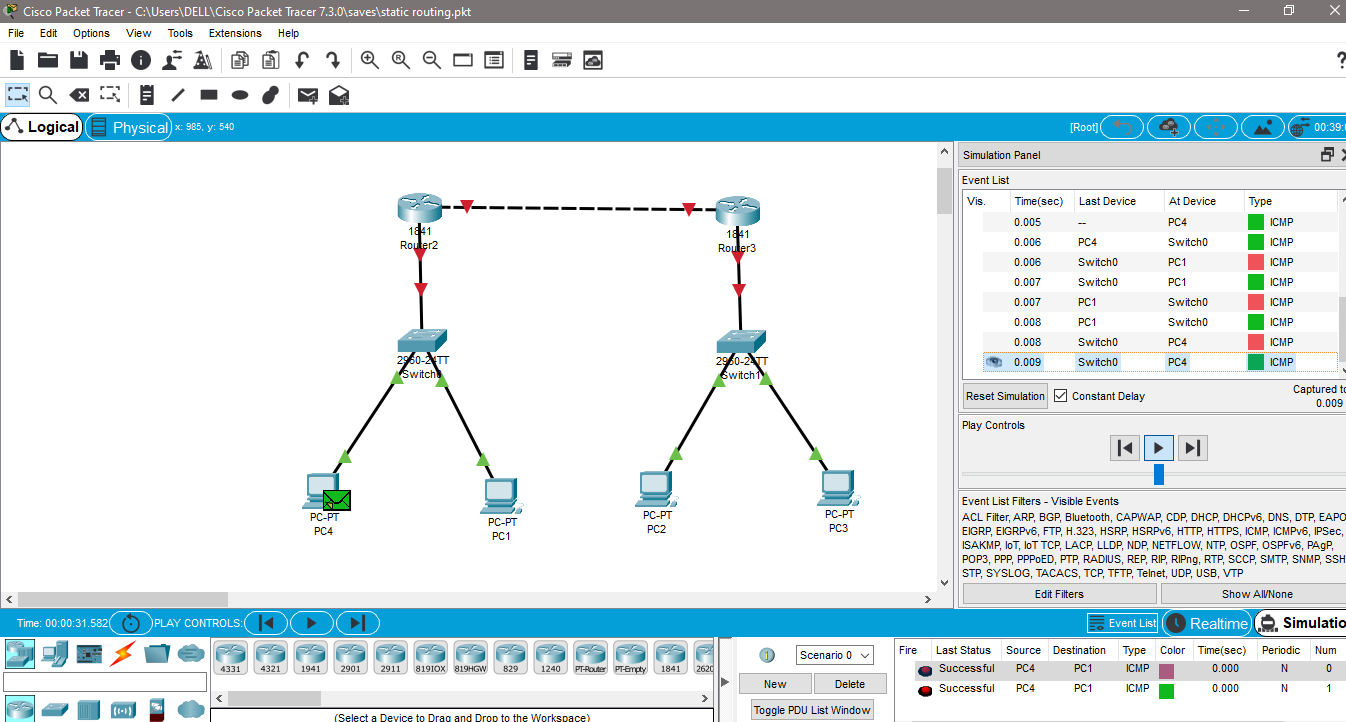 Cisco Packet Tracer - C:\Users\DELL\Cisco Packet Tracer 7.3.0\saves\static routing.pkt
File Edit Options View Tools Extensions Help
Logical Physical x: 985, y: 540 [Root] 00:39:0
Simulation Panel
Event List
Vis. Time(sec) Last Device At Device Type
0.005 -- PC4 ICMP
0.006 PC4 Switch0 ICMP
0.006 Switch0 PC1 ICMP
0.007 Switch0 PC1 ICMP
0.007 PC1 Switch0 ICMP
0.008 PC1 Switch0 ICMP
0.008 Switch0 PC4 ICMP
0.009 Switch0 PC4 ICMP
Reset Simulation Constant Delay Captured to
0.009
Play Controls
Event List Filters - Visible Events
ACL Filter, ARP, BGP, Bluetooth, CAPWAP, CDP, DHCP, DHCPv6, DNS, DTP, EAPO
EIGRP, EIGRPv6, FTP, H.323, HSRP, HSRPv6, HTTP, HTTPS, ICMP, ICMPv6, IPSec,
ISAKMP, IoT, IoT TCP, LACP, LLDP, NDP, NETFLOW, NTP, OSPF, OSPFv6, PAgP,
POP3, PPP, PPPoED, PTP, RADIUS, REP, RIP, RIPng, RTP, SCCP, SMTP, SNMP, SSH
STP, SYSLOG, TACACS, TCP, TFTP, Telnet, UDP, USB, VTP
Edit Filters Show All/None
1841
Router2
1841
Router3
2950-24TT
Switch0
2950-24TT
Switch1
PC-PT
PC4
PC-PT
PC1
PC-PT
PC2
PC-PT
PC3
Time: 00:00:31.582 PLAY CONTROLS: Event List Realtime Simulatio
4331 4321 1941 2901 2911 819IOX 819HGW 829 1240 PT-Router PT-Empty 1841 2620
(Select a Device to Drag and Drop to the Workspace)
Scenario 0
New Delete
Toggle PDU List Window
Fire Last Status Source Destination Type Color Time(sec) Periodic Num
Successful PC4 PC1 ICMP 0.000 N 0
Successful PC4 PC1 ICMP 0.000 N 1